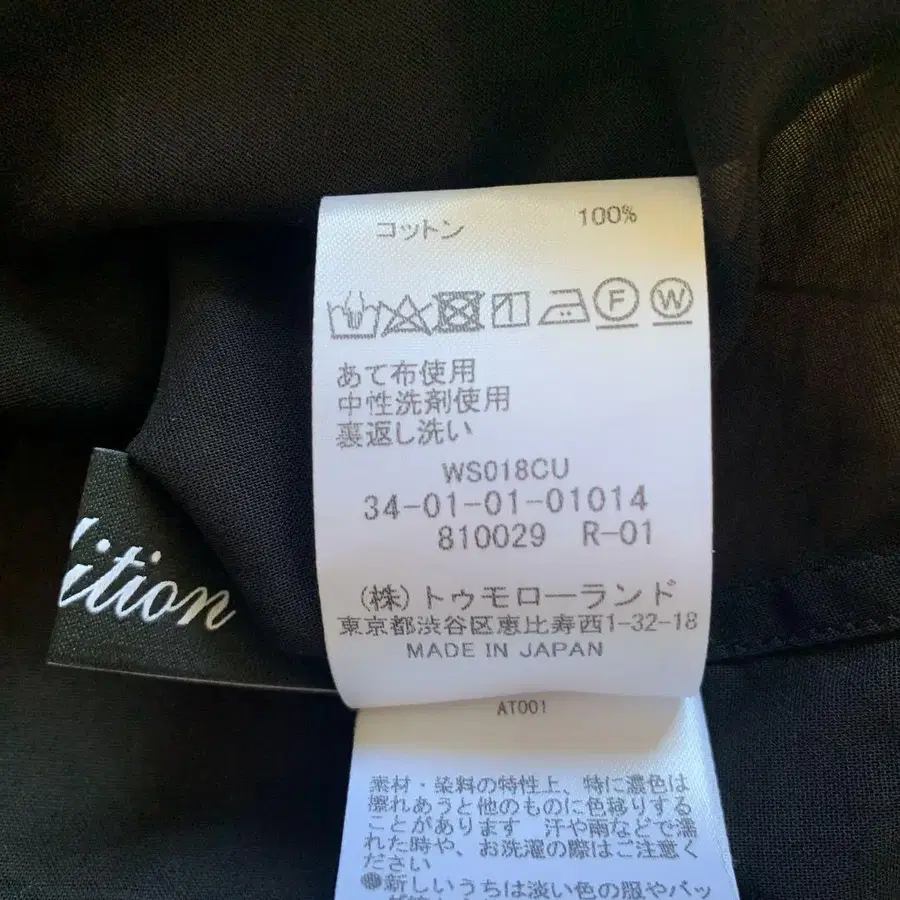 コットン 100%
F W
あて布使用
中性洗剤使用
裏返し洗い
WS018CU
34-01-01-01014
810029 R-01
(株)トゥモローランド
東京都渋谷区恵比寿西1-32-18
MADE IN JAPAN
ition
AT001
素材・染料の特性上、特に濃色は
擦れあうと他のものに色移りする
ことがあります 汗や雨などで濡
れた時や、お洗濯の際はご注意く
ださい
●新しいうちは淡い色の服やバッ